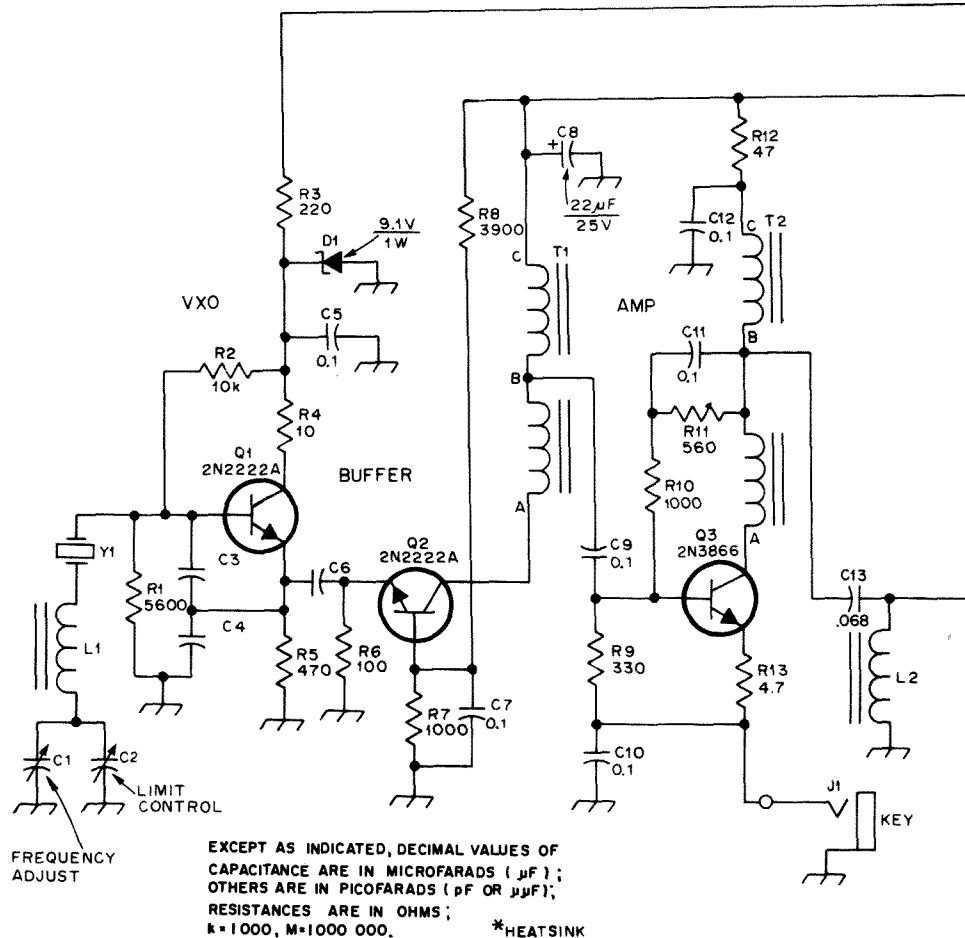 R3
220
9.1V
1W
D1
VXO
C5
0.1
R2
10k
R4
10
Q1
2N2222A
BUFFER
Y1
C3
R1
5600
C4
L1
R5
470
C6
R6
100
Q2
2N2222A
R7
1000
C7
0.1
C1
C2
LIMIT
CONTROL
FREQUENCY
ADJUST
R8
3900
+
C8
22µF
25V
C
T1
B
A
AMP
R12
47
C12
0.1
C
T2
B
C11
0.1
R11
560
R10
1000
A
Q3
2N3866
C9
0.1
R9
330
C10
0.1
R13
4.7
C13
.068
L2
J1
KEY
EXCEPT AS INDICATED, DECIMAL VALUES OF
CAPACITANCE ARE IN MICROFARADS ( µF ) ;
OTHERS ARE IN PICOFARADS ( pF OR µµF);
RESISTANCES ARE IN OHMS ;
k=1000, M=1000 000.
*HEATSINK